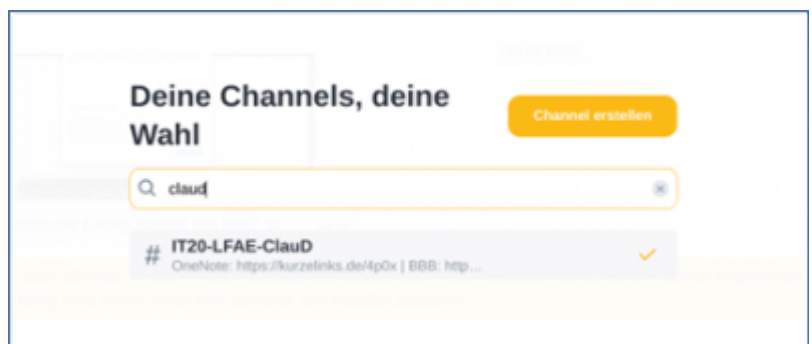 Deine Channels, deine
Wahl
Channel erstellen
claud
# IT20-LFAE-ClauD
OneNote: https://kurzelinks.de/4p0x | BBB: http...